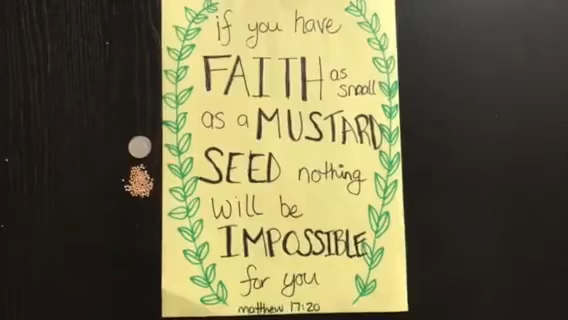 if you have
FAITH as small
as a MUSTARD
SEED nothing
will be
IMPOSSIBLE
for you
matthew 17:20